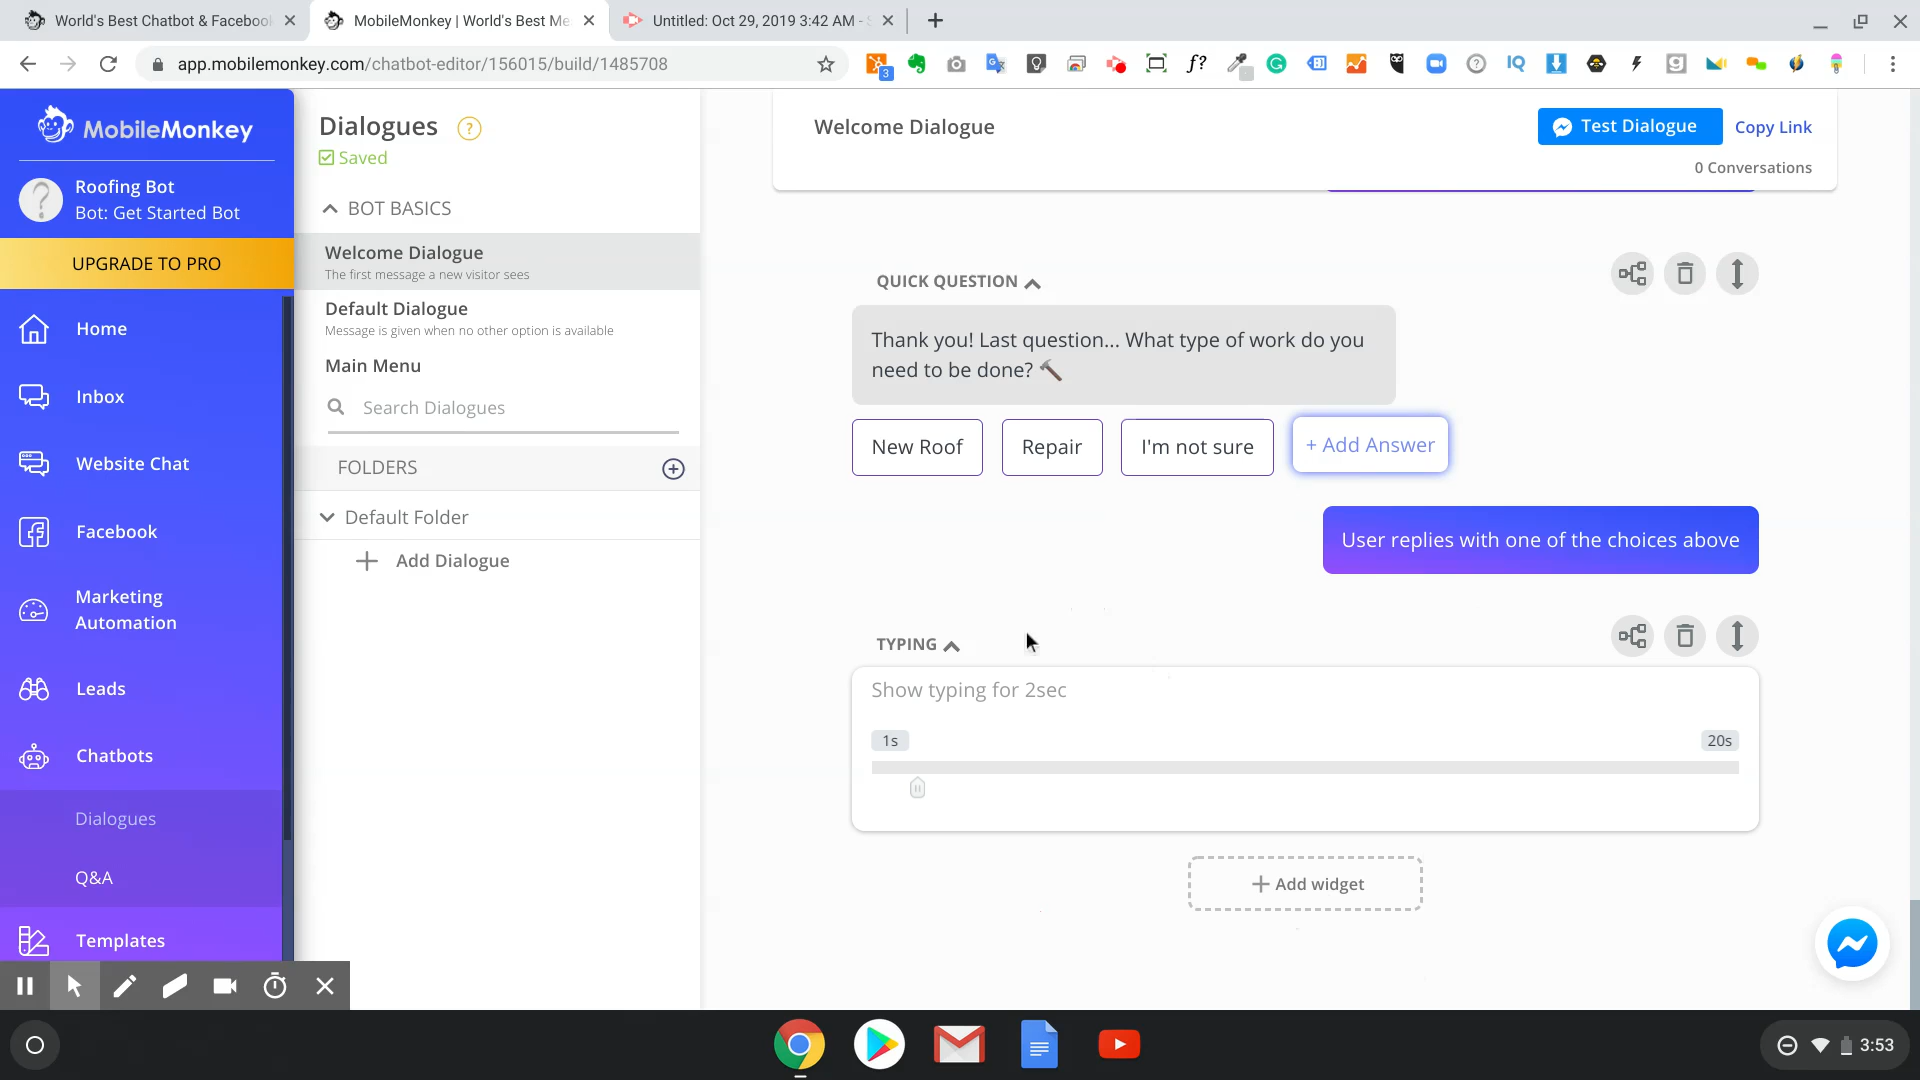 World's Best Chatbot & Faceboo
MobileMonkey | World's Best Me
Untitled: Oct 29, 2019 3:42 AM -
app.mobilemonkey.com/chatbot-editor/156015/build/1485708
3
f?
IQ
MobileMonkey
Roofing Bot
Bot: Get Started Bot
UPGRADE TO PRO
Home
Inbox
Website Chat
Facebook
Marketing
Automation
Leads
Chatbots
Dialogues
Q&A
Templates
Dialogues
?
Saved
BOT BASICS
Welcome Dialogue
The first message a new visitor sees
Default Dialogue
Message is given when no other option is available
Main Menu
Search Dialogues
FOLDERS
Default Folder
Add Dialogue
Welcome Dialogue
Test Dialogue
Copy Link
0 Conversations
QUICK QUESTION
Thank you! Last question... What type of work do you
need to be done?
New Roof
Repair
I'm not sure
+ Add Answer
User replies with one of the choices above
TYPING
Show typing for 2sec
1s
20s
+ Add widget
3:53